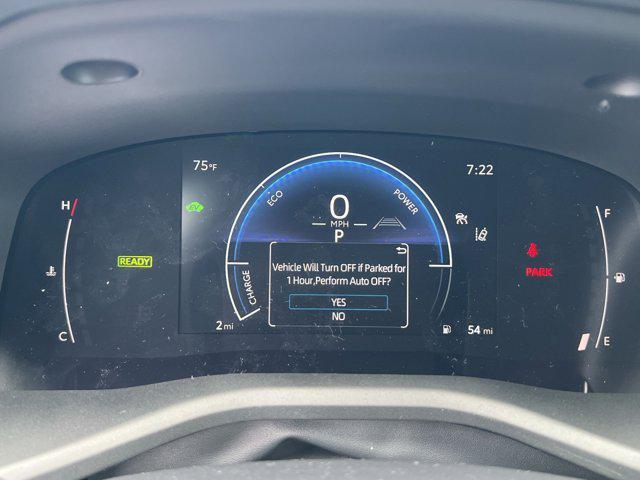 75°F
7:22
H
EV
ECO
POWER
0
MPH
P
F
READY
PARK
Vehicle Will Turn OFF if Parked for
1 Hour,Perform Auto OFF?
YES
NO
CHARGE
C
2 mi
54 mi
E